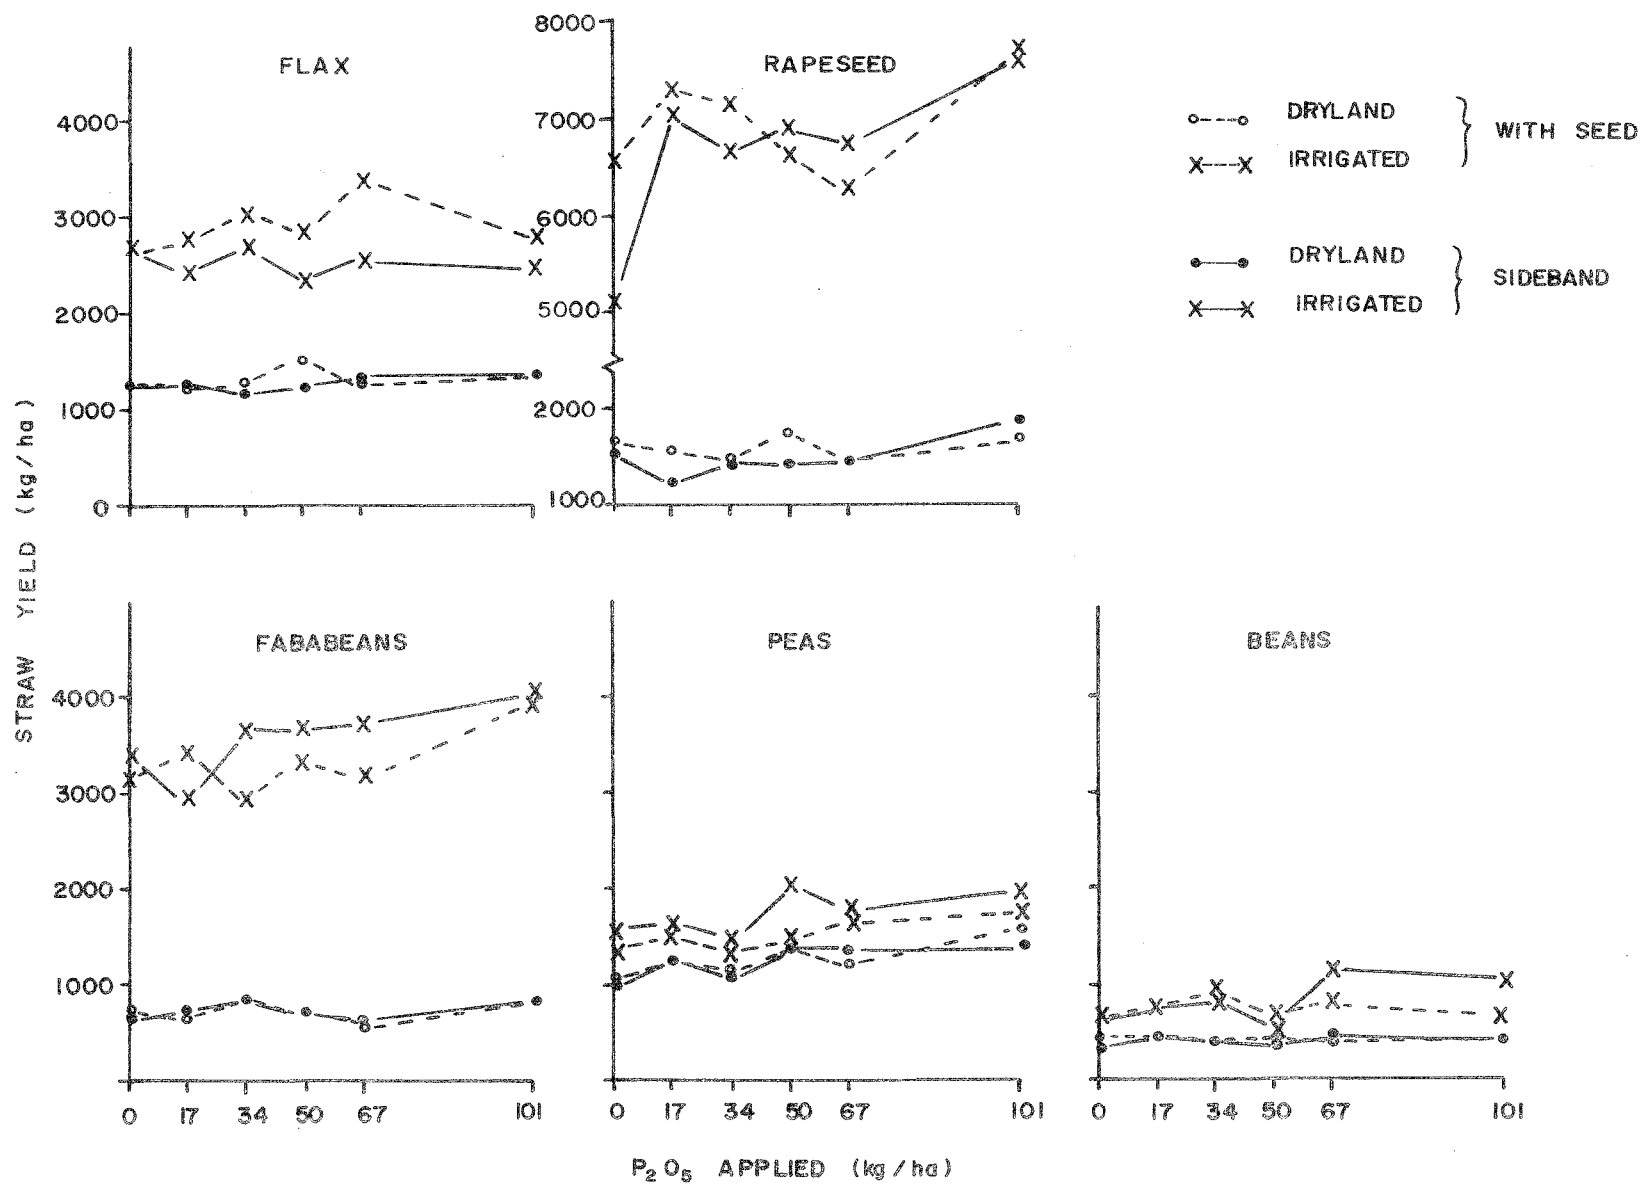 FLAX
4000
3000
2000
1000
0
RAPESEED
8000
7000
6000
5000
2000
1000
DRYLAND
IRRIGATED
WITH SEED
DRYLAND
IRRIGATED
SIDEBAND
STRAW YIELD (kg/ha)
FABABEANS
4000
3000
2000
1000
0 17 34 50 67 101
PEAS
0 17 34 50 67 101
BEANS
0 17 34 50 67 101
P2O5 APPLIED (kg/ha)